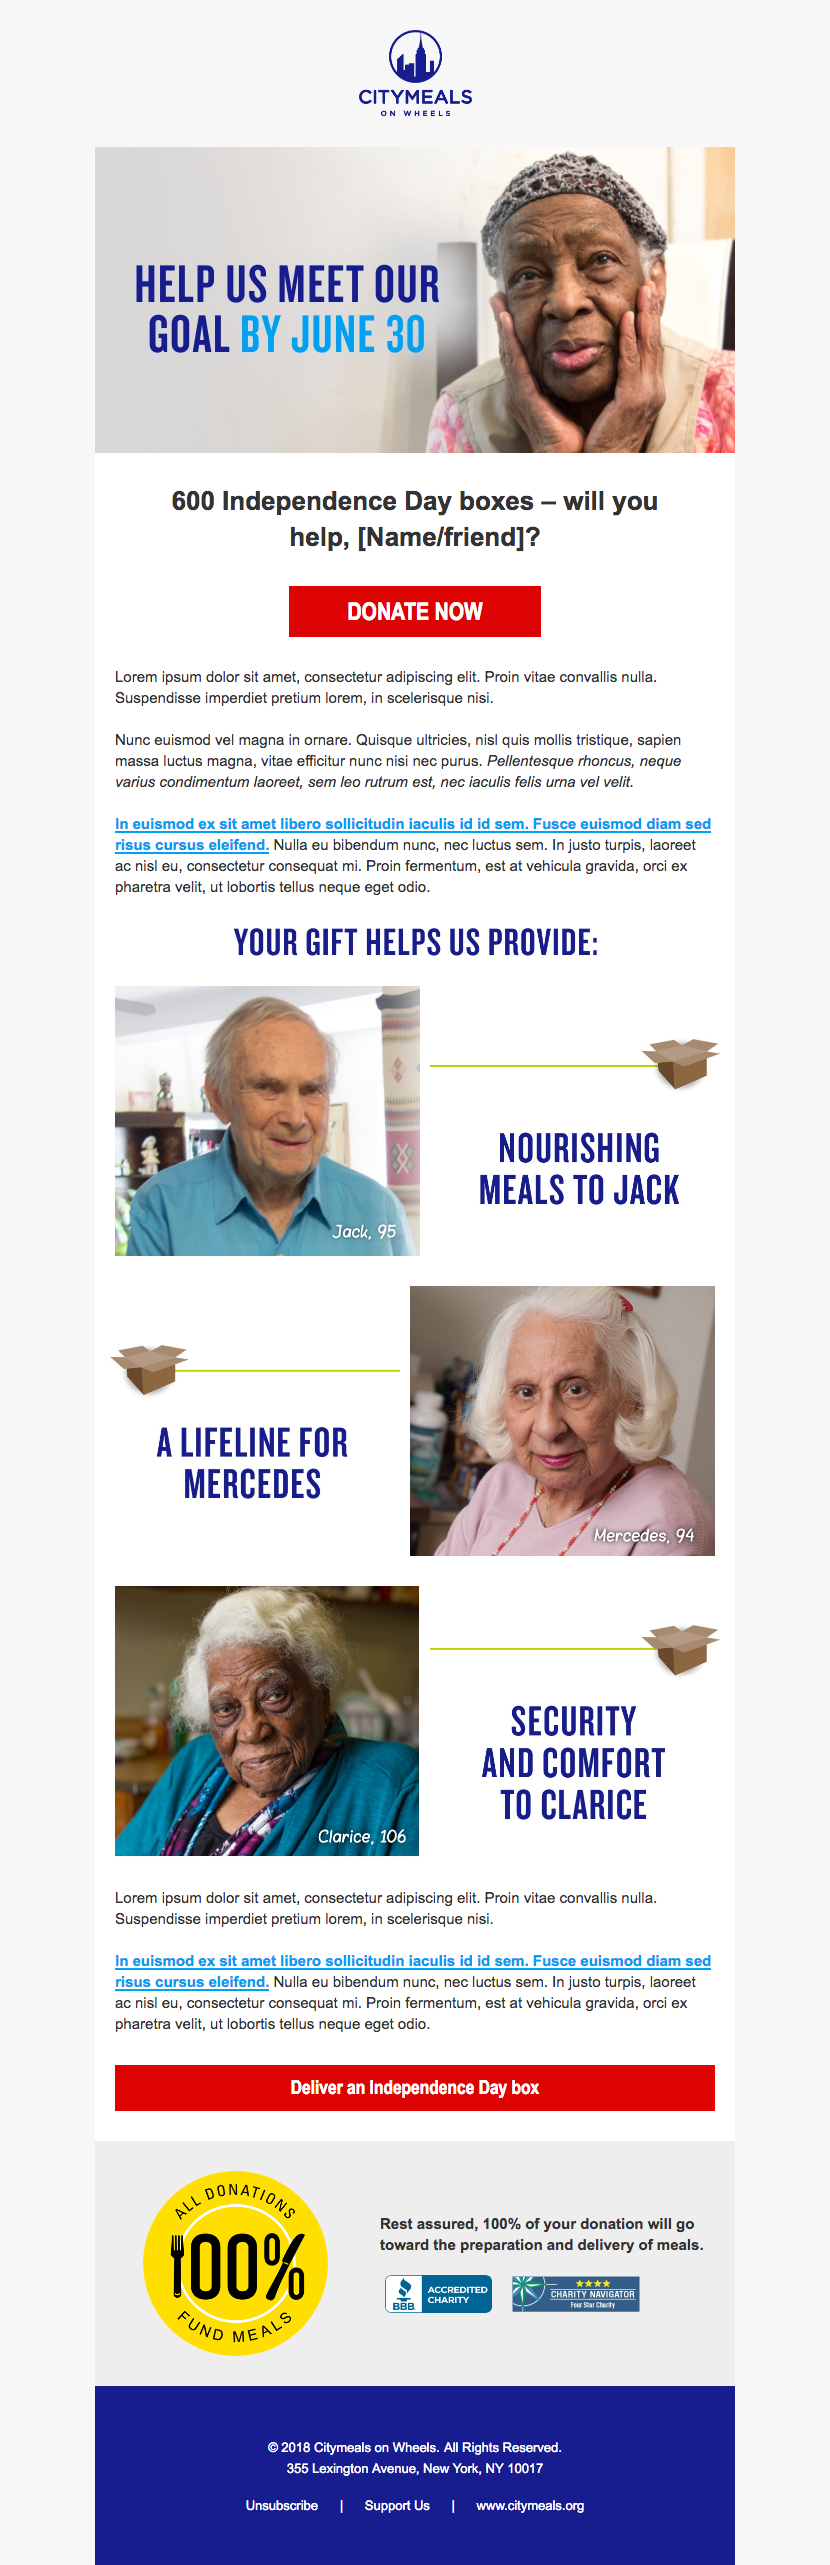 CITYMEALS
ON WHEELS
HELP US MEET OUR
GOAL BY JUNE 30
600 Independence Day boxes – will you
help, [Name/friend]?
DONATE NOW
Lorem ipsum dolor sit amet, consectetur adipiscing elit. Proin vitae convallis nulla.
Suspendisse imperdiet pretium lorem, in scelerisque nisi.
Nunc euismod vel magna in ornare. Quisque ultricies, nisl quis mollis tristique, sapien
massa luctus magna, vitae efficitur nunc nisi nec purus. Pellentesque rhoncus, neque
varius condimentum laoreet, sem leo rutrum est, nec iaculis felis urna vel velit.
In euismod ex sit amet libero sollicitudin iaculis id id sem. Fusce euismod diam sed
risus cursus eleifend. Nulla eu bibendum nunc, nec luctus sem. In justo turpis, laoreet
ac nisl eu, consectetur consequat mi. Proin fermentum, est at vehicula gravida, orci ex
pharetra velit, ut lobortis tellus neque eget odio.
YOUR GIFT HELPS US PROVIDE:
Jack, 95
NOURISHING
MEALS TO JACK
A LIFELINE FOR
MERCEDES
Mercedes, 94
Clarice, 106
SECURITY
AND COMFORT
TO CLARICE
Lorem ipsum dolor sit amet, consectetur adipiscing elit. Proin vitae convallis nulla.
Suspendisse imperdiet pretium lorem, in scelerisque nisi.
In euismod ex sit amet libero sollicitudin iaculis id id sem. Fusce euismod diam sed
risus cursus eleifend. Nulla eu bibendum nunc, nec luctus sem. In justo turpis, laoreet
ac nisl eu, consectetur consequat mi. Proin fermentum, est at vehicula gravida, orci ex
pharetra velit, ut lobortis tellus neque eget odio.
Deliver an Independence Day box
ALL DONATIONS
100%
FUND MEALS
Rest assured, 100% of your donation will go
toward the preparation and delivery of meals.
BBB
ACCREDITED
CHARITY
CHARITY NAVIGATOR
Four Star Charity
© 2018 Citymeals on Wheels. All Rights Reserved.
355 Lexington Avenue, New York, NY 10017
Unsubscribe | Support Us | www.citymeals.org